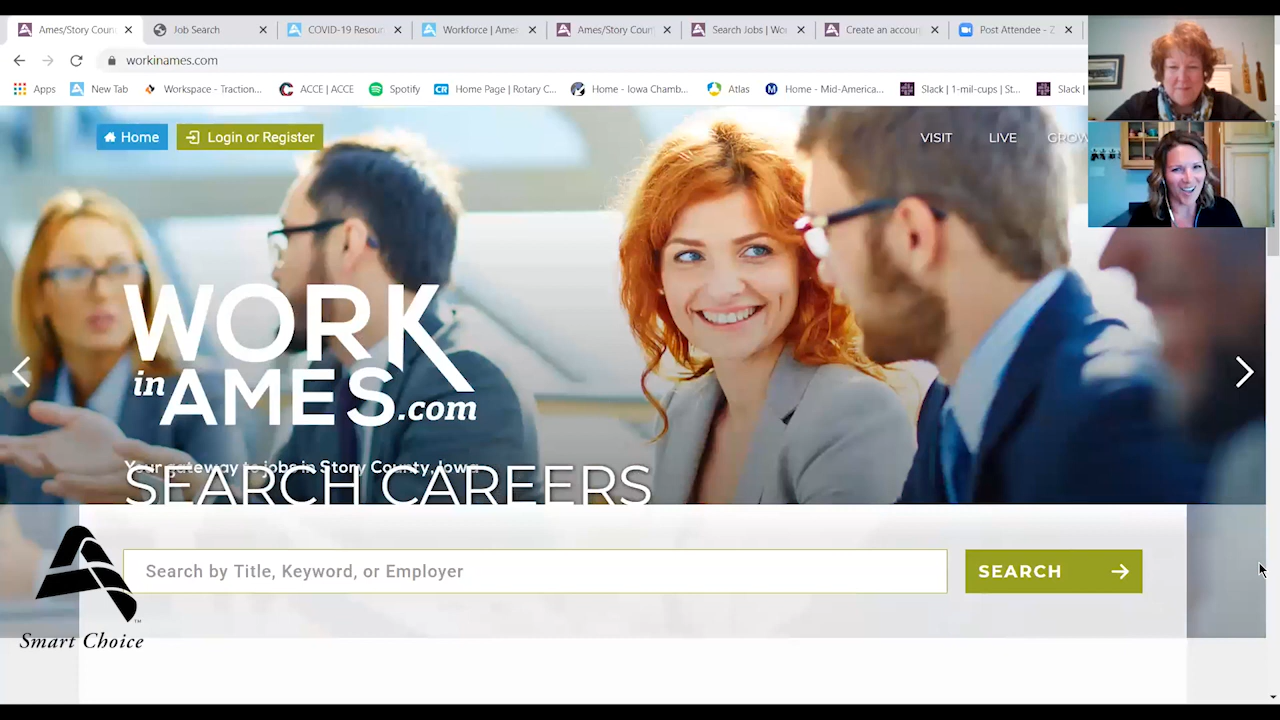 Ames/Story Coun
Job Search
COVID-19 Resour
Workforce | Ames
Ames/Story Coun
Search Jobs | Wo
Create an accoun
Post Attendee - Z
workinames.com
Apps
New Tab
Workspace - Traction...
ACCE | ACCE
Home Page | Rotary C...
Home - Iowa Chamb...
Atlas
Home - Mid-America...
Slack | 1-mil-cups | St...
Slack |
Home
Login or Register
VISIT
LIVE
GROW
WORK
in AMES.com
Your gateway to jobs in Story County, Iowa
SEARCH CAREERS
Search by Title, Keyword, or Employer
SEARCH
™
Smart Choice